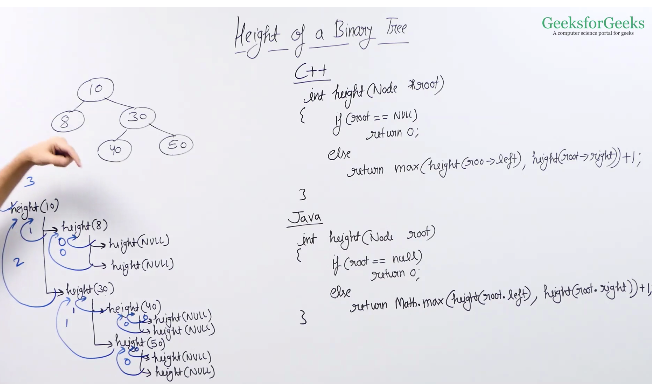 GeeksforGeeks
A computer science portal for geeks
Height of a Binary Tree
10
8
30
40
50
C++
int height(Node *root)
{
if (root == NULL)
return 0;
else
return max(height(roo->left), height(root->right))+1;
}
Java
int height(Node root)
{
if (root == null)
return 0;
else
return Math.max(height(root.left), height(root.right))+1,
}
3
height(10)
1
height(8)
0
height(NULL)
0
height(NULL)
2
height(30)
1
height(40)
0
0
height(NULL)
height(NULL)
1
height(50)
height(NULL)
0
height(NULL)